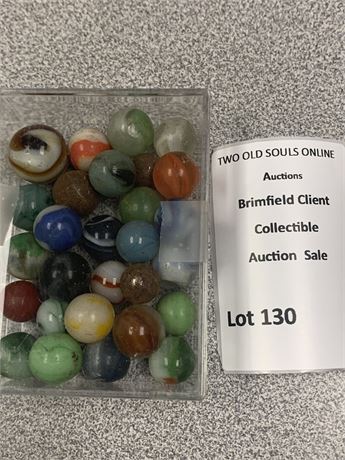 TWO OLD SOULS ONLINE
Auctions
Brimfield Client
Collectible
Auction Sale
Lot 130